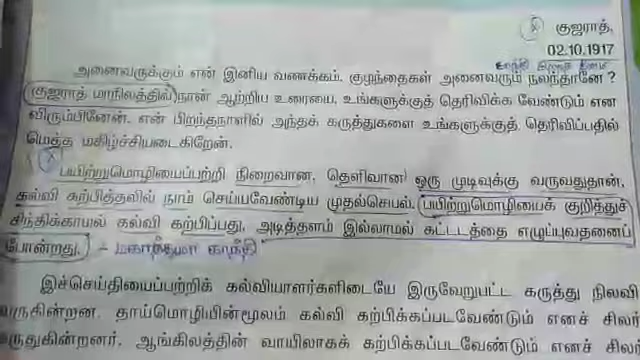 குஜராத்,
02.10.1917
காந்தி பிறந்த தினம்
அனைவருக்கும் என் இனிய வணக்கம். குழந்தைகள் அனைவரும் நலந்தானே?
குஜராத் மாநிலத்தில் நான் ஆற்றிய உரையை, உங்களுக்குத் தெரிவிக்க வேண்டும் என
விரும்பினேன். என் பிறந்தநாளில் அந்தக் கருத்துகளை உங்களுக்குத் தெரிவிப்பதில்
மெத்த மகிழ்ச்சியடைகிறேன்.
பயிற்றுமொழியைப்பற்றி நிறைவான, தெளிவான ஒரு முடிவுக்கு வருவதுதான்,
கல்வி கற்பித்தலில் நாம் செய்யவேண்டிய முதல்செயல். பயிற்றுமொழியைக் குறித்துச்
சிந்திக்காமல் கல்வி கற்பிப்பது, அடித்தளம் இல்லாமல் கட்டடத்தை எழுப்புவதனைப்
போன்றது. - மகாத்மா காந்தி
இச்செய்தியைப்பற்றிக் கல்வியாளர்களிடையே இருவேறுபட்ட கருத்து நிலவி
வருகின்றன. தாய்மொழியின்மூலம் கல்வி கற்பிக்கப்படவேண்டும் எனச் சிலர்
கருதுகின்றனர். ஆங்கிலத்தின் வாயிலாகக் கற்பிக்கப்படவேண்டும் எனச் சிலர்